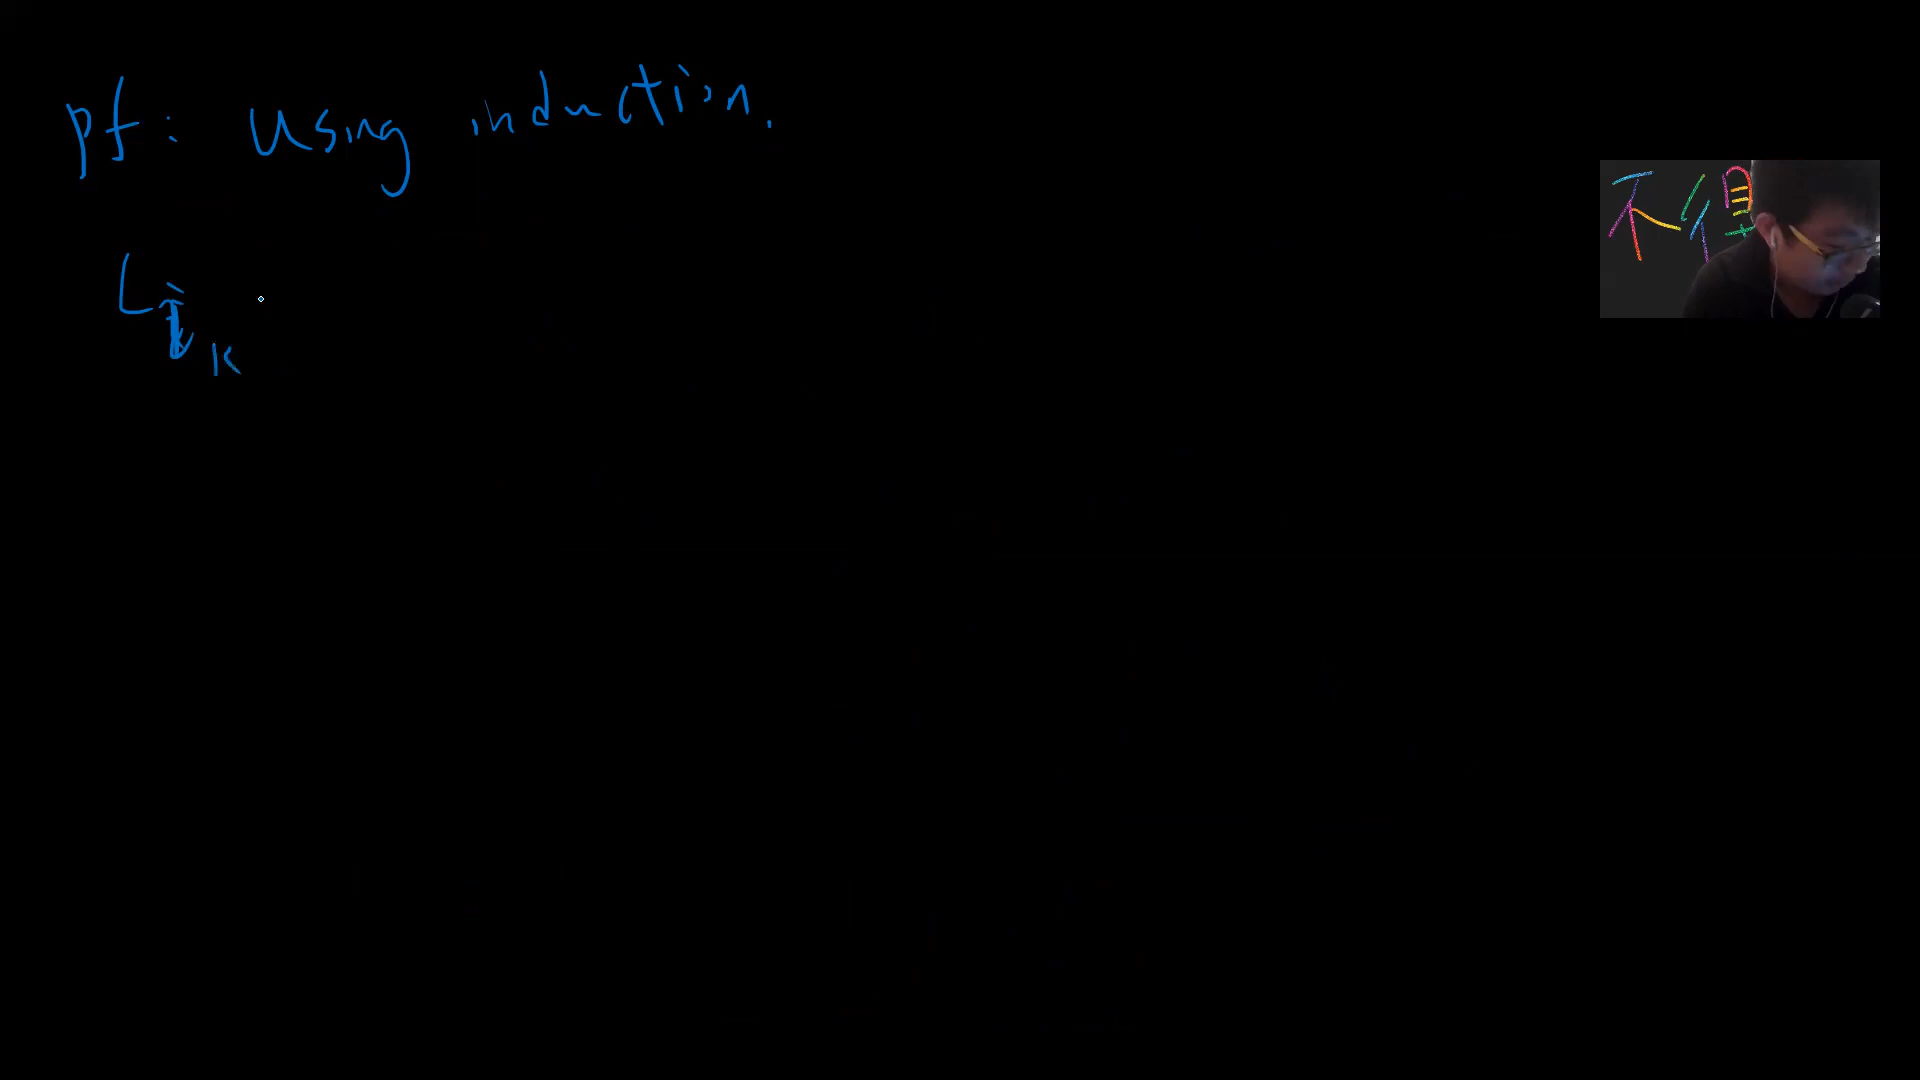 pf: Using induction.
L
k
不得